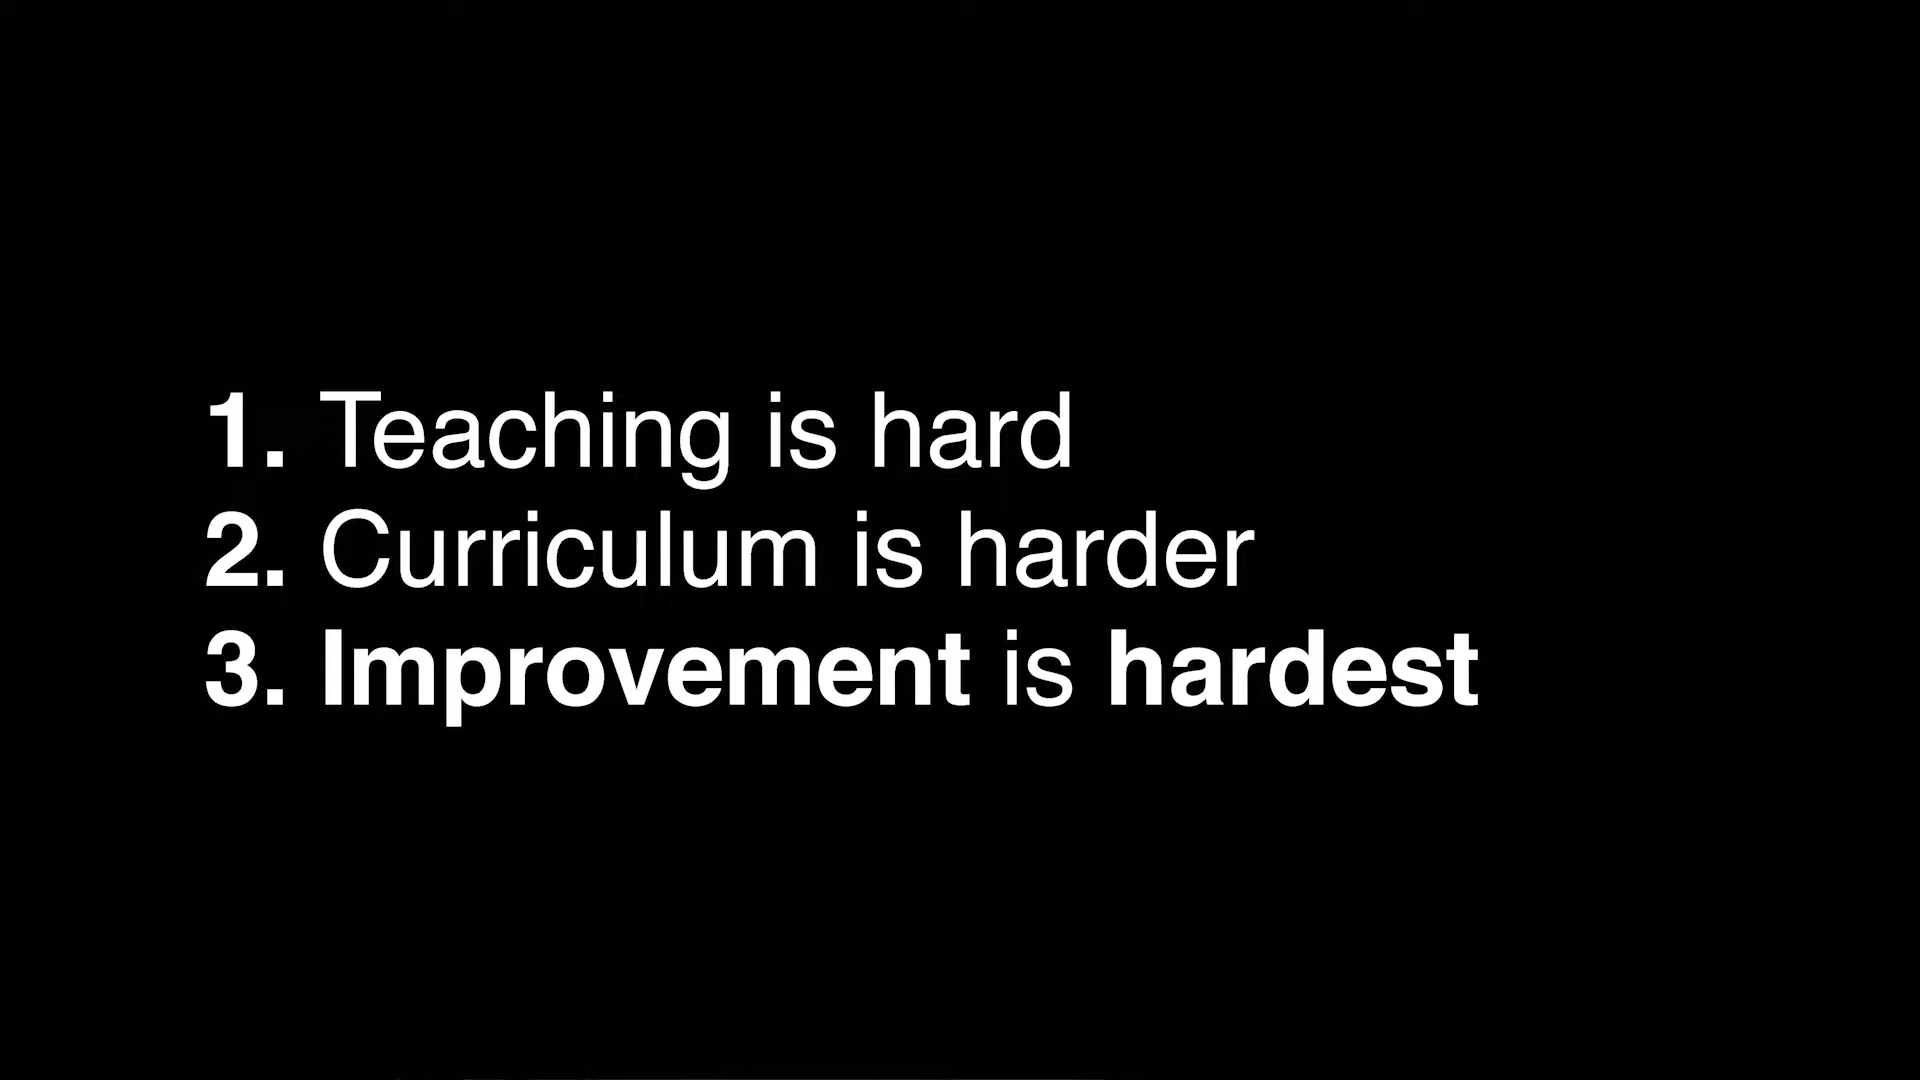 1. Teaching is hard
2. Curriculum is harder
3. Improvement is hardest